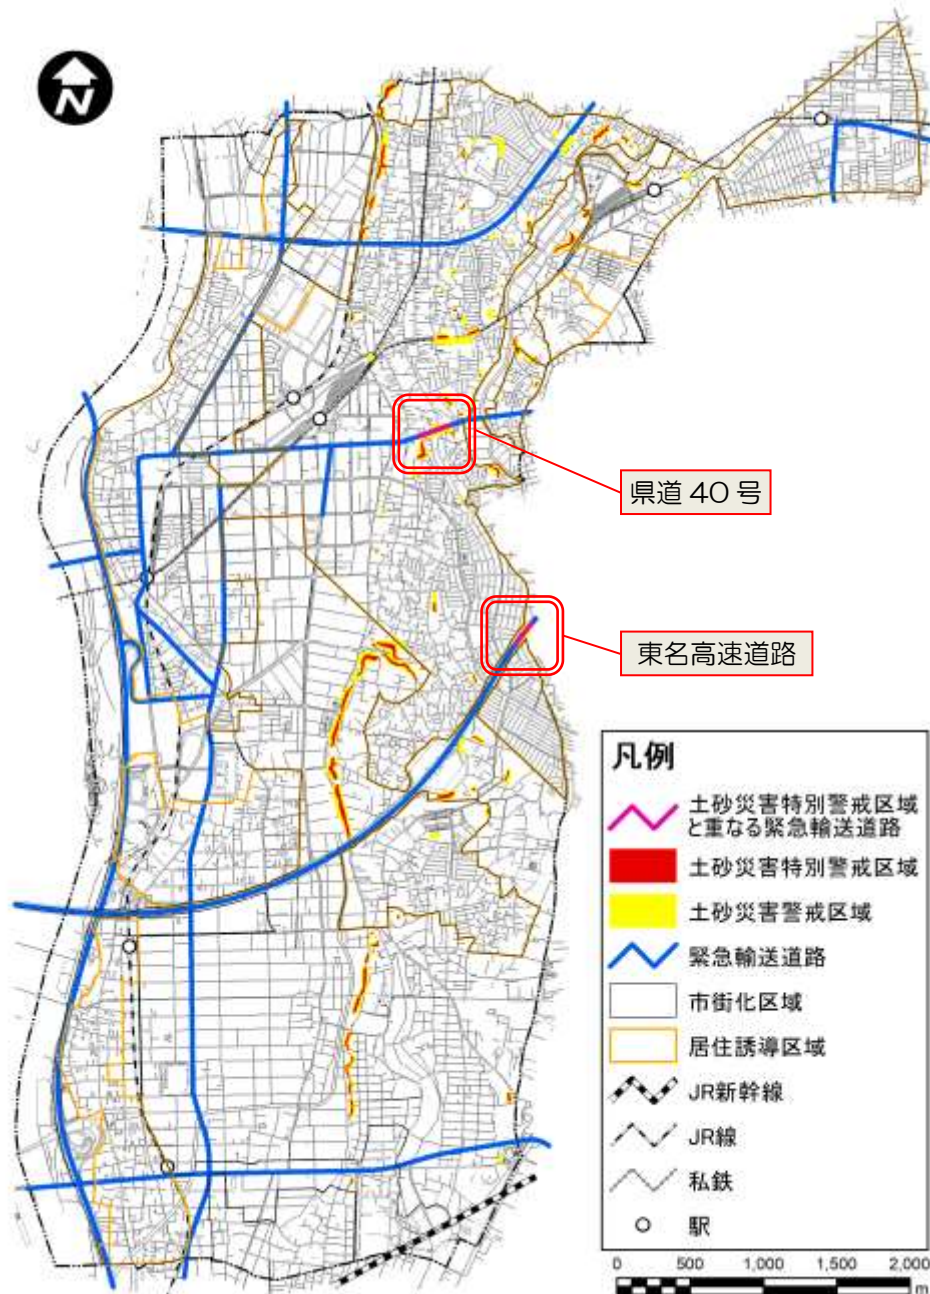 N
県道 40 号
東名高速道路
凡例
土砂災害特別警戒区域
と重なる緊急輸送道路
土砂災害特別警戒区域
土砂災害警戒区域
緊急輸送道路
市街化区域
居住誘導区域
JR新幹線
JR線
私鉄
駅
0 500 1,000 1,500 2,000
m